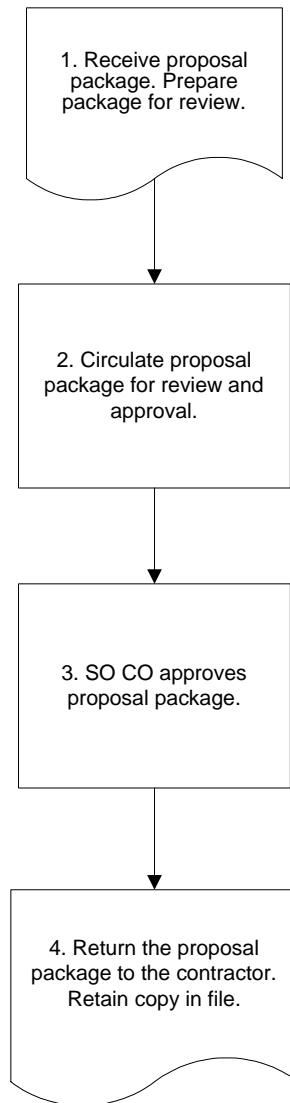 1. Receive proposal
package. Prepare
package for review.
2. Circulate proposal
package for review and
approval.
3. SO CO approves
proposal package.
4. Return the proposal
package to the contractor.
Retain copy in file.